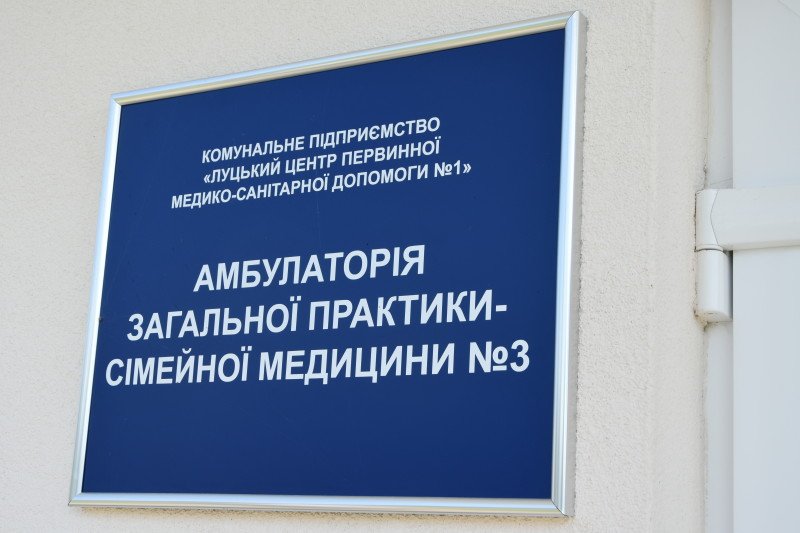 КОМУНАЛЬНЕ ПІДПРИЄМСТВО
«ЛУЦЬКИЙ ЦЕНТР ПЕРВИННОЇ
МЕДИКО-САНІТАРНОЇ ДОПОМОГИ №1»
АМБУЛАТОРІЯ
ЗАГАЛЬНОЇ ПРАКТИКИ-
СІМЕЙНОЇ МЕДИЦИНИ №3